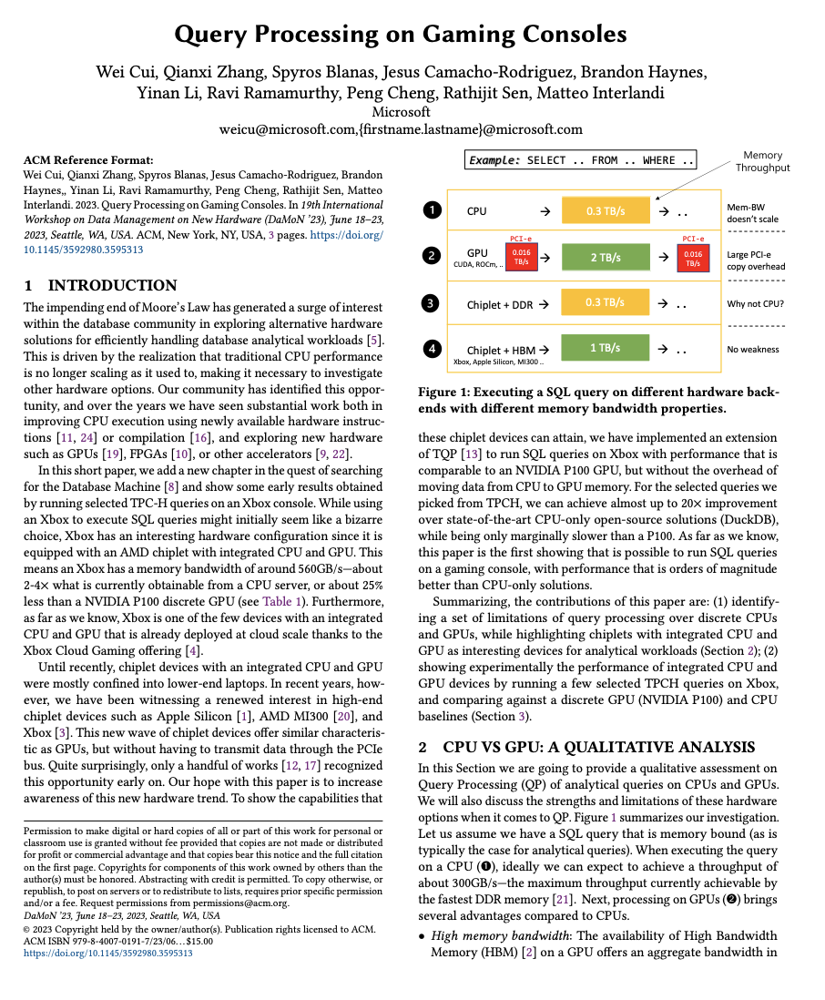 Query Processing on Gaming Consoles
Wei Cui, Qianxi Zhang, Spyros Blanas, Jesus Camacho-Rodriguez, Brandon Haynes,
Yinan Li, Ravi Ramamurthy, Peng Cheng, Rathijit Sen, Matteo Interlandi
Microsoft
weicu@microsoft.com,{firstname.lastname}@microsoft.com
ACM Reference Format:
Wei Cui, Qianxi Zhang, Spyros Blanas, Jesus Camacho-Rodriguez, Brandon
Haynes,, Yinan Li, Ravi Ramamurthy, Peng Cheng, Rathijit Sen, Matteo
Interlandi. 2023. Query Processing on Gaming Consoles. In 19th International
Workshop on Data Management on New Hardware (DaMoN '23), June 18–23,
2023, Seattle, WA, USA. ACM, New York, NY, USA, 3 pages. https://doi.org/
10.1145/3592980.3595313
1 INTRODUCTION
The impending end of Moore's Law has generated a surge of interest
within the database community in exploring alternative hardware
solutions for efficiently handling database analytical workloads [5].
This is driven by the realization that traditional CPU performance
is no longer scaling as it used to, making it necessary to investigate
other hardware options. Our community has identified this oppor-
tunity, and over the years we have seen substantial work both in
improving CPU execution using newly available hardware instruc-
tions [11, 24] or compilation [16], and exploring new hardware
such as GPUs [19], FPGAs [10], or other accelerators [9, 22].
In this short paper, we add a new chapter in the quest of searching
for the Database Machine [8] and show some early results obtained
by running selected TPC-H queries on an Xbox console. While using
an Xbox to execute SQL queries might initially seem like a bizarre
choice, Xbox has an interesting hardware configuration since it is
equipped with an AMD chiplet with integrated CPU and GPU. This
means an Xbox has a memory bandwidth of around 560GB/s—about
2-4× what is currently obtainable from a CPU server, or about 25%
less than a NVIDIA P100 discrete GPU (see Table 1). Furthermore,
as far as we know, Xbox is one of the few devices with an integrated
CPU and GPU that is already deployed at cloud scale thanks to the
Xbox Cloud Gaming offering [4].
Until recently, chiplet devices with an integrated CPU and GPU
were mostly confined into lower-end laptops. In recent years, how-
ever, we have been witnessing a renewed interest in high-end
chiplet devices such as Apple Silicon [1], AMD MI300 [20], and
Xbox [3]. This new wave of chiplet devices offer similar characteris-
tic as GPUs, but without having to transmit data through the PCIe
bus. Quite surprisingly, only a handful of works [12, 17] recognized
this opportunity early on. Our hope with this paper is to increase
awareness of this new hardware trend. To show the capabilities that
Permission to make digital or hard copies of all or part of this work for personal or
classroom use is granted without fee provided that copies are not made or distributed
for profit or commercial advantage and that copies bear this notice and the full citation
on the first page. Copyrights for components of this work owned by others than the
author(s) must be honored. Abstracting with credit is permitted. To copy otherwise, or
republish, to post on servers or to redistribute to lists, requires prior specific permission
and/or a fee. Request permissions from permissions@acm.org.
DaMoN '23, June 18–23, 2023, Seattle, WA, USA
© 2023 Copyright held by the owner/author(s). Publication rights licensed to ACM.
ACM ISBN 979-8-4007-0191-7/23/06...$15.00
https://doi.org/10.1145/3592980.3595313
Example: SELECT .. FROM .. WHERE ..
Memory
Throughput
1 CPU → 0.3 TB/s → .. Mem-BW
doesn't scale
2 GPU
CUDA, ROCm, ..
PCI-e
0.016
TB/s
→ 2 TB/s →
PCI-e
0.016
TB/s
Large PCI-e
copy overhead
3 Chiplet + DDR → 0.3 TB/s → .. Why not CPU?
4 Chiplet + HBM → 1 TB/s → .. No weakness
Xbox, Apple Silicon, MI300 ..
Figure 1: Executing a SQL query on different hardware back-
ends with different memory bandwidth properties.
these chiplet devices can attain, we have implemented an extension
of TQP [13] to run SQL queries on Xbox with performance that is
comparable to an NVIDIA P100 GPU, but without the overhead of
moving data from CPU to GPU memory. For the selected queries we
picked from TPCH, we can achieve almost up to 20× improvement
over state-of-the-art CPU-only open-source solutions (DuckDB),
while being only marginally slower than a P100. As far as we know,
this paper is the first showing that is possible to run SQL queries
on a gaming console, with performance that is orders of magnitude
better than CPU-only solutions.
Summarizing, the contributions of this paper are: (1) identify-
ing a set of limitations of query processing over discrete CPUs
and GPUs, while highlighting chiplets with integrated CPU and
GPU as interesting devices for analytical workloads (Section 2); (2)
showing experimentally the performance of integrated CPU and
GPU devices by running a few selected TPCH queries on Xbox,
and comparing against a discrete GPU (NVIDIA P100) and CPU
baselines (Section 3).
2 CPU VS GPU: A QUALITATIVE ANALYSIS
In this Section we are going to provide a qualitative assessment on
Query Processing (QP) of analytical queries on CPUs and GPUs.
We will also discuss the strengths and limitations of these hardware
options when it comes to QP. Figure 1 summarizes our investigation.
Let us assume we have a SQL query that is memory bound (as is
typically the case for analytical queries). When executing the query
on a CPU (❶), ideally we can expect to achieve a throughput of
about 300GB/s—the maximum throughput currently achievable by
the fastest DDR memory [21]. Next, processing on GPUs (❷) brings
several advantages compared to CPUs.
• High memory bandwidth: The availability of High Bandwidth
Memory (HBM) [2] on a GPU offers an aggregate bandwidth in